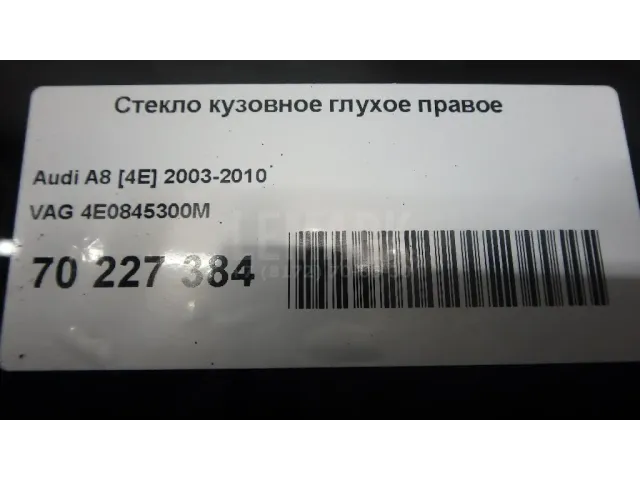 Стекло кузовное глухое правое
Audi A8 [4E] 2003-2010
VAG 4E0845300M
70 227 384